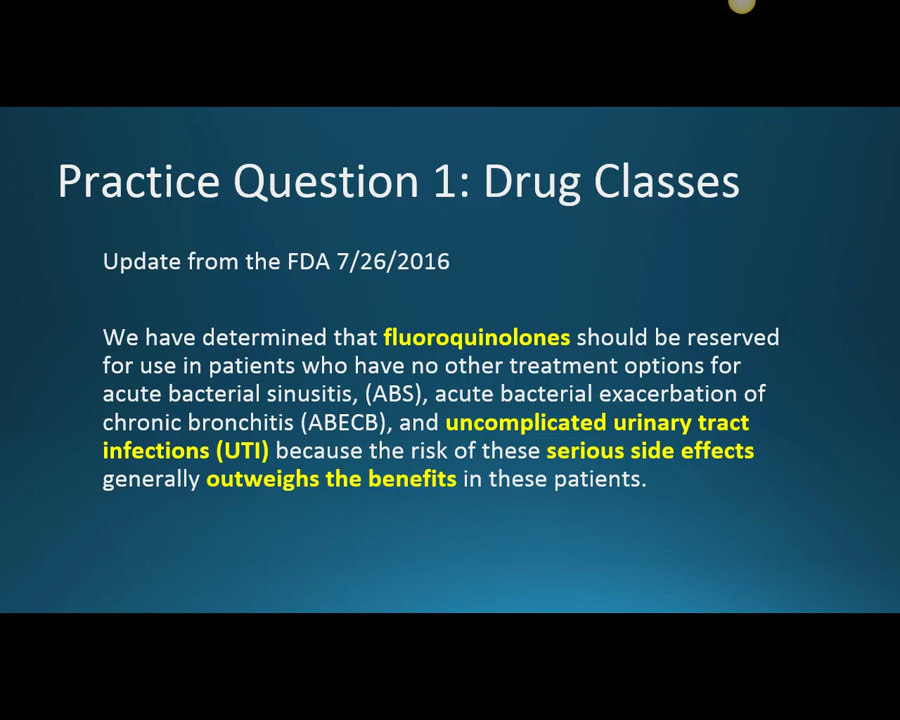 Practice Question 1: Drug Classes
Update from the FDA 7/26/2016
We have determined that fluoroquinolones should be reserved
for use in patients who have no other treatment options for
acute bacterial sinusitis, (ABS), acute bacterial exacerbation of
chronic bronchitis (ABECB), and uncomplicated urinary tract
infections (UTI) because the risk of these serious side effects
generally outweighs the benefits in these patients.